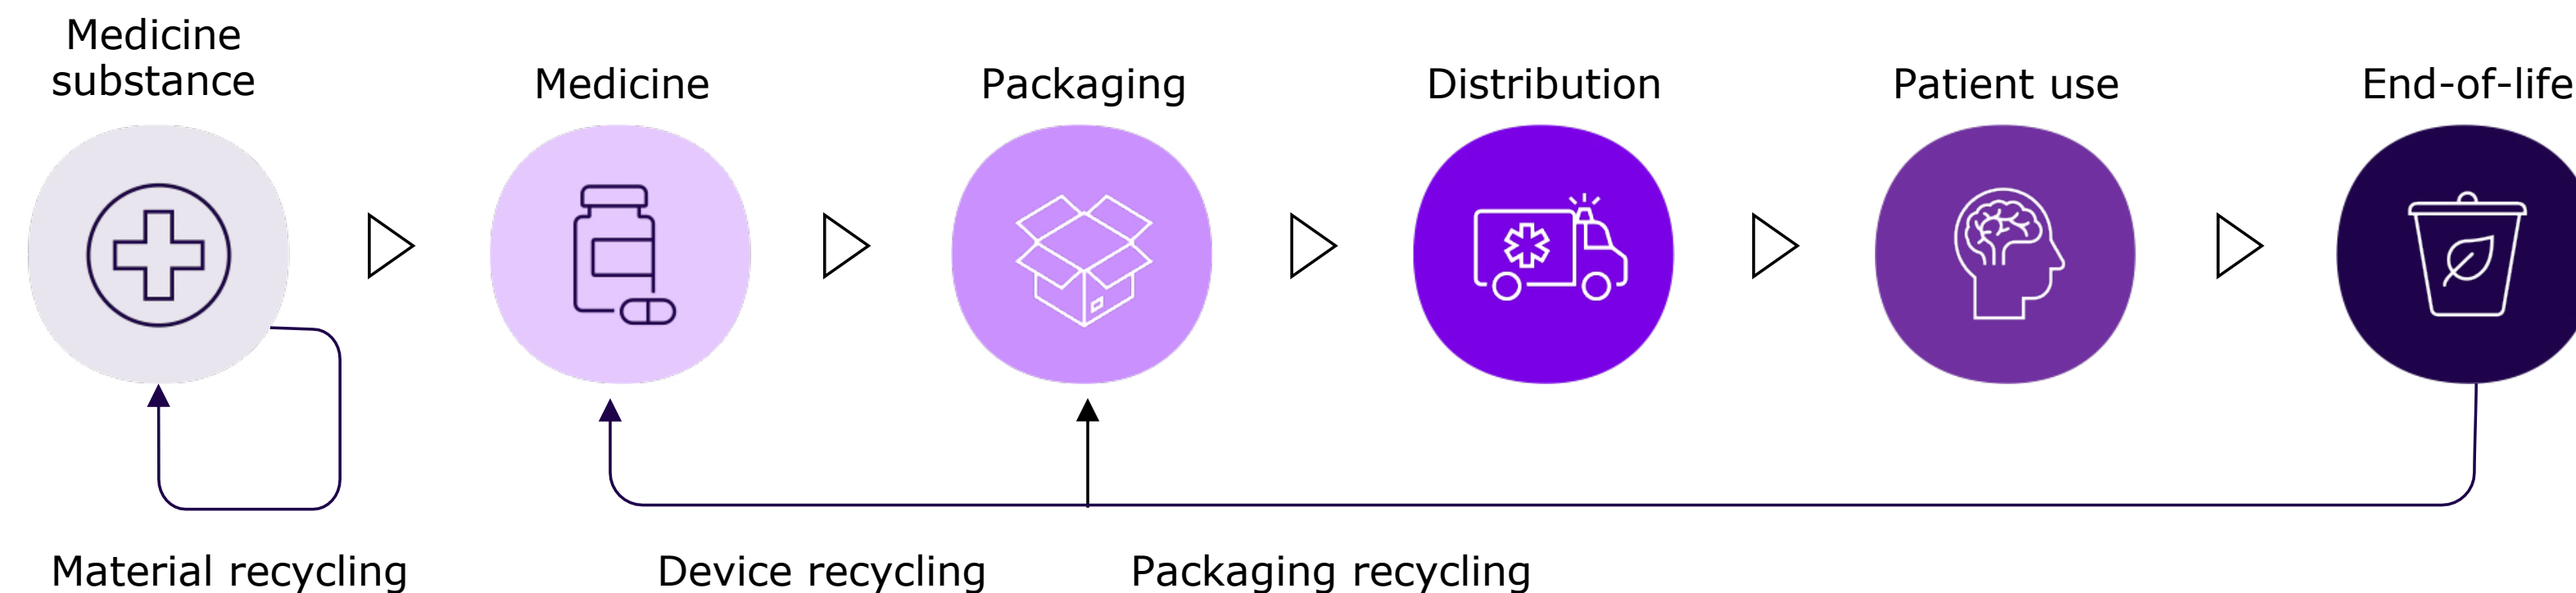 Medicine
substance
Medicine
Packaging
Distribution
Patient use
End-of-life
Material recycling
Device recycling
Packaging recycling